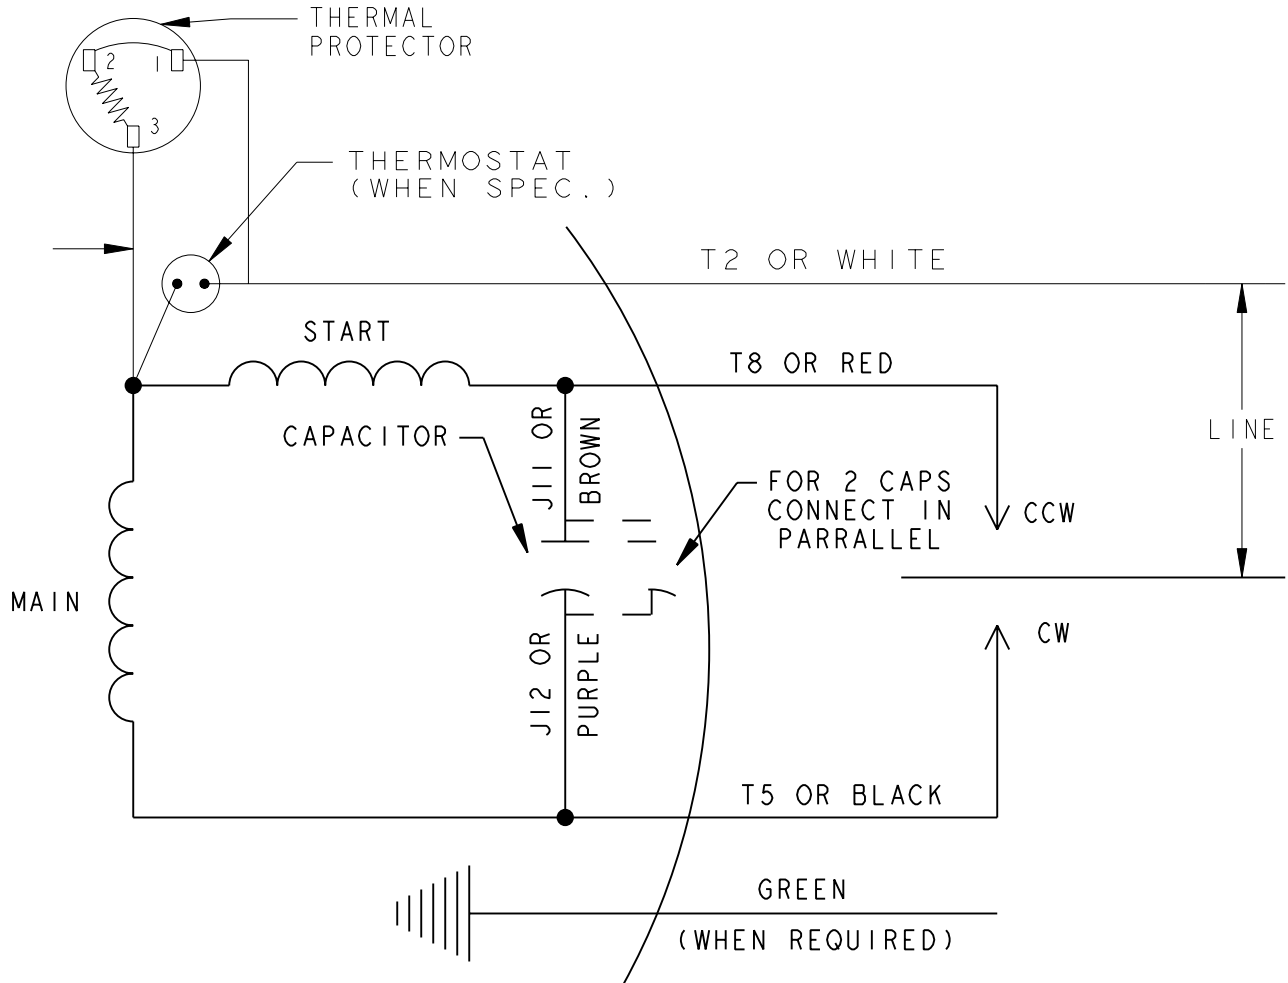 THERMAL
PROTECTOR
2 1
3
THERMOSTAT
(WHEN SPEC.)
T2 OR WHITE
START
T8 OR RED
LINE
CAPACITOR
J11 OR
BROWN
FOR 2 CAPS
CONNECT IN
PARRALLEL
CCW
MAIN
CW
J12 OR
PURPLE
T5 OR BLACK
GREEN
(WHEN REQUIRED)